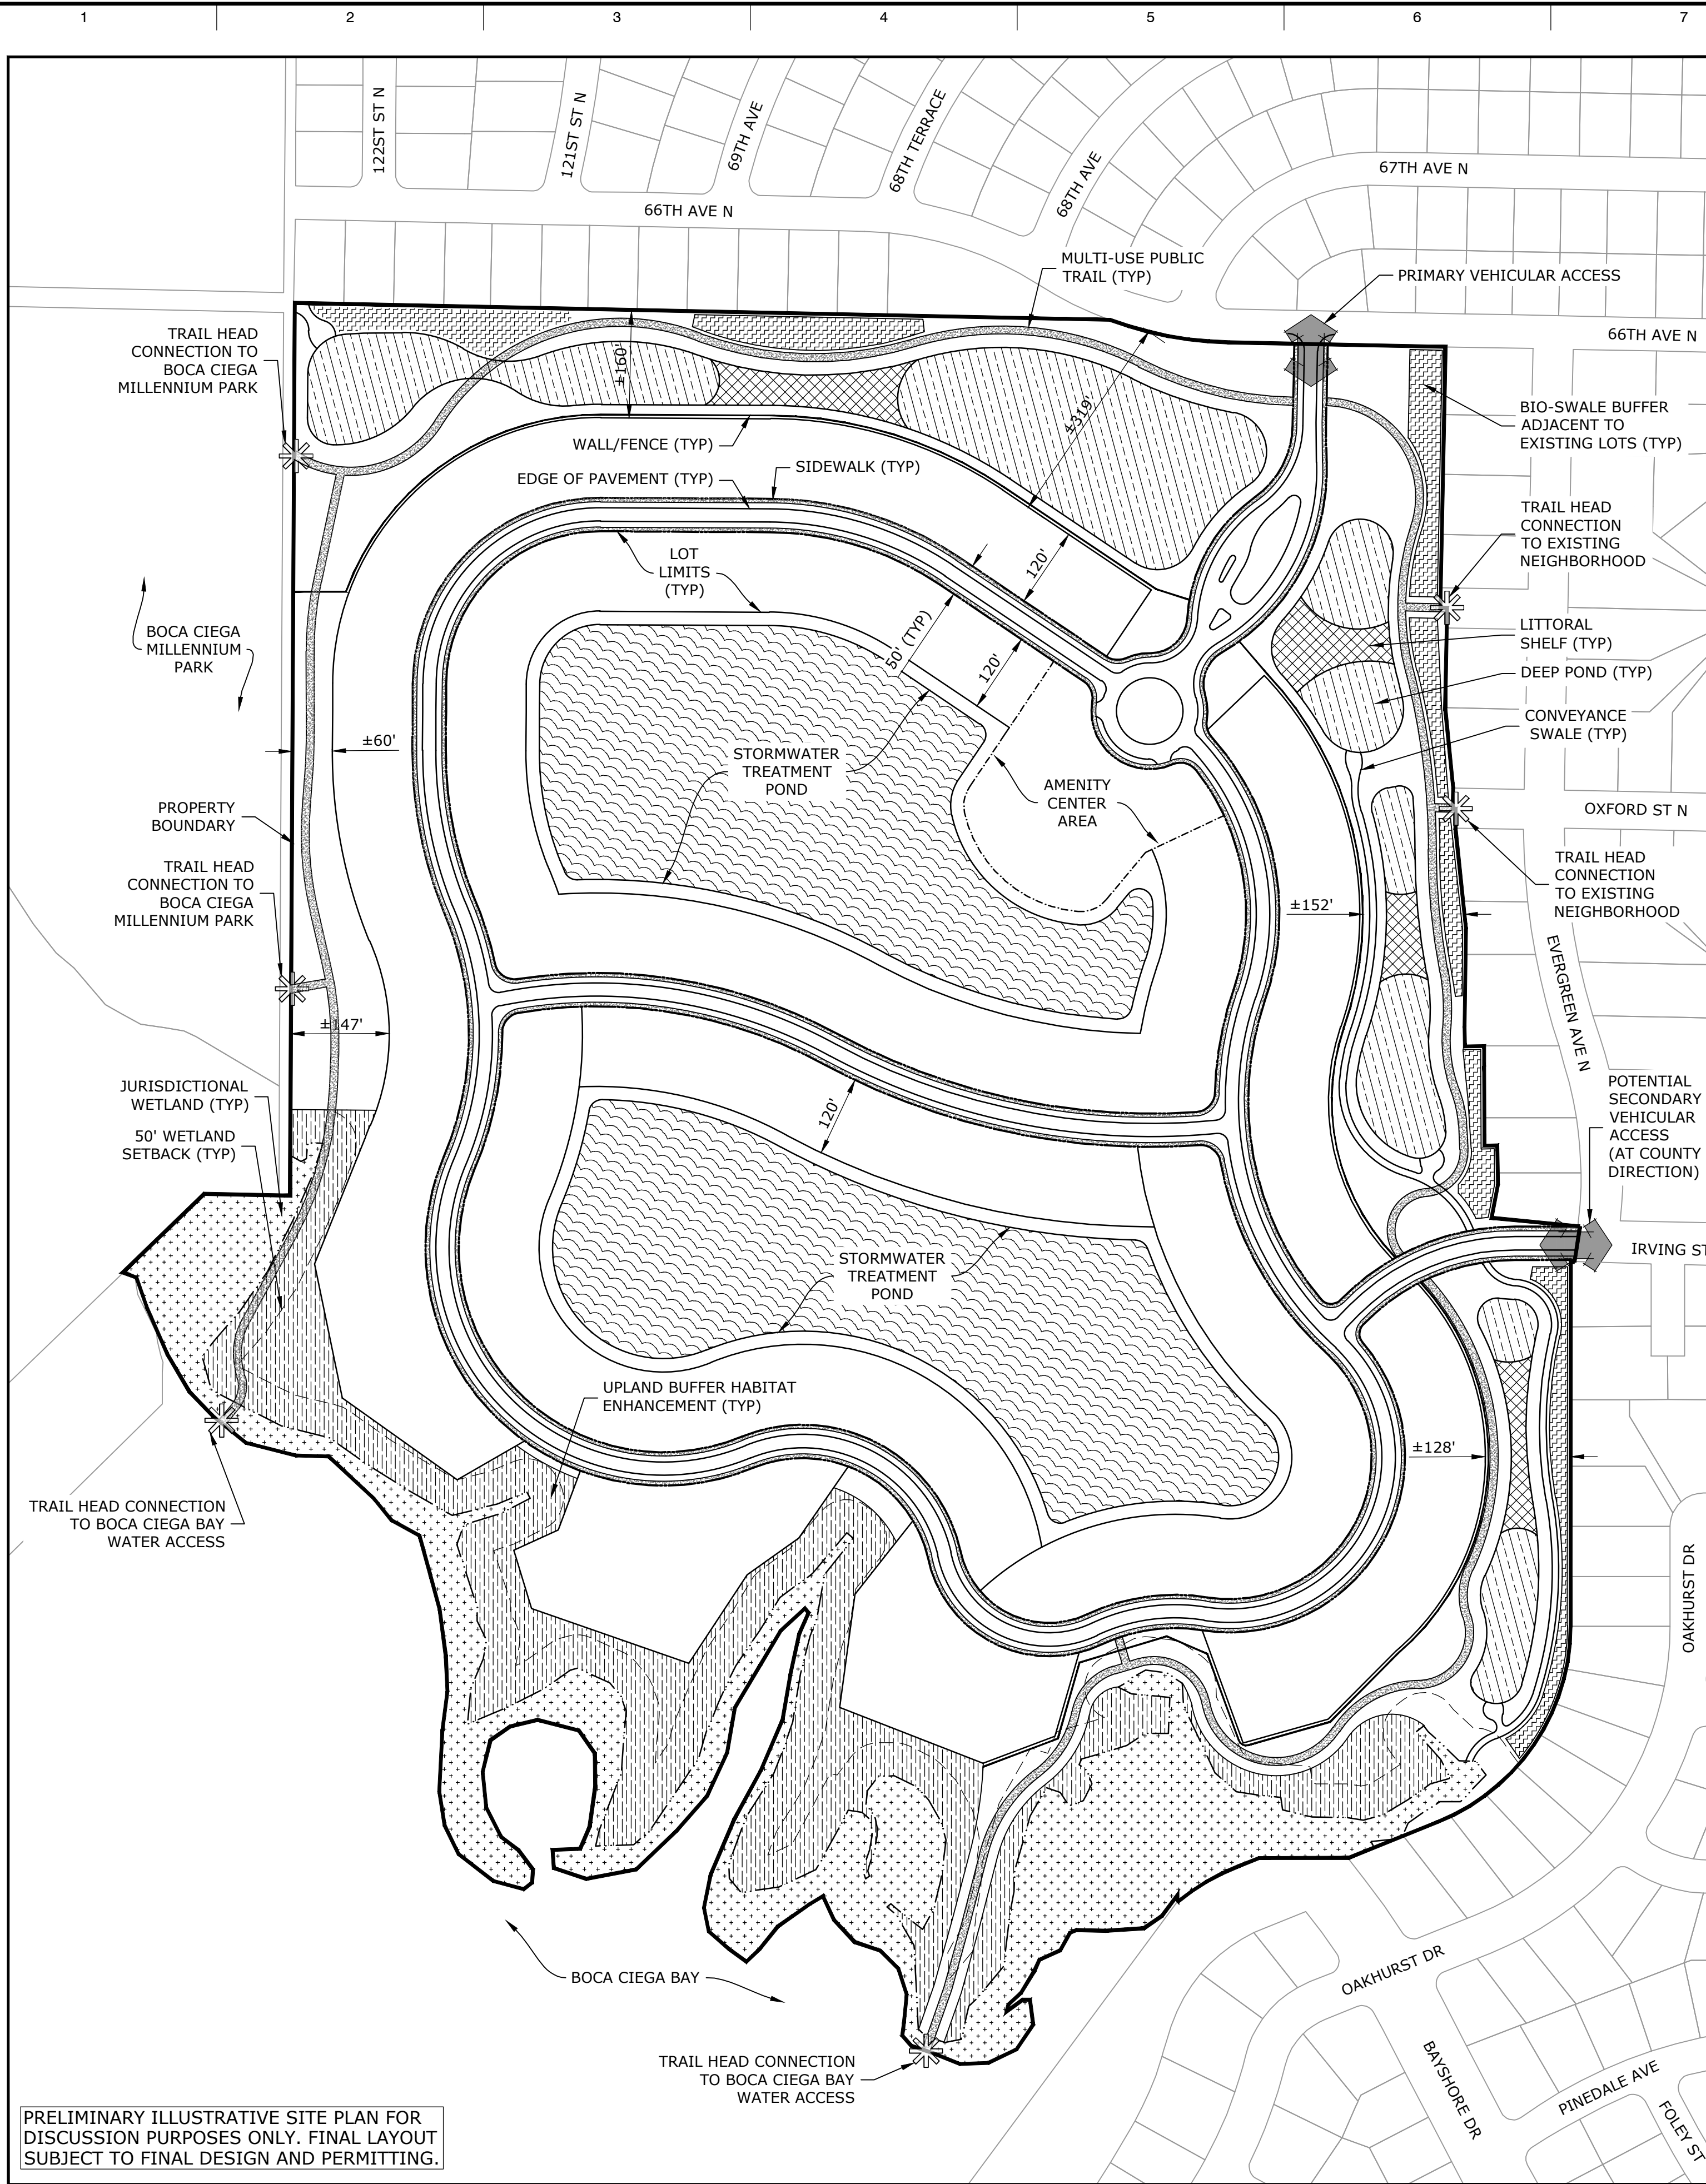 1
2
3
4
5
6
7
122ST ST N
121ST ST N
69TH AVE
68TH TERRACE
68TH AVE
67TH AVE N
66TH AVE N
MULTI-USE PUBLIC
TRAIL (TYP)
PRIMARY VEHICULAR ACCESS
66TH AVE N
TRAIL HEAD
CONNECTION TO
BOCA CIEGA
MILLENNIUM PARK
±160'
±319'
BIO-SWALE BUFFER
ADJACENT TO
EXISTING LOTS (TYP)
WALL/FENCE (TYP)
SIDEWALK (TYP)
EDGE OF PAVEMENT (TYP)
TRAIL HEAD
CONNECTION
TO EXISTING
NEIGHBORHOOD
LOT
LIMITS
(TYP)
120'
50' (TYP)
120'
BOCA CIEGA
MILLENNIUM
PARK
LITTORAL
SHELF (TYP)
DEEP POND (TYP)
CONVEYANCE
SWALE (TYP)
±60'
STORMWATER
TREATMENT
POND
AMENITY
CENTER
AREA
PROPERTY
BOUNDARY
OXFORD ST N
TRAIL HEAD
CONNECTION TO
BOCA CIEGA
MILLENNIUM PARK
TRAIL HEAD
CONNECTION
TO EXISTING
NEIGHBORHOOD
±152'
EVERGREEN AVE N
±147'
JURISDICTIONAL
WETLAND (TYP)
50' WETLAND
SETBACK (TYP)
120'
POTENTIAL
SECONDARY
VEHICULAR
ACCESS
(AT COUNTY
DIRECTION)
IRVING ST
STORMWATER
TREATMENT
POND
UPLAND BUFFER HABITAT
ENHANCEMENT (TYP)
±128'
TRAIL HEAD CONNECTION
TO BOCA CIEGA BAY
WATER ACCESS
OAKHURST DR
BOCA CIEGA BAY
OAKHURST DR
TRAIL HEAD CONNECTION
TO BOCA CIEGA BAY
WATER ACCESS
BAYSHORE DR
PINEDALE AVE
FOLEY ST
PRELIMINARY ILLUSTRATIVE SITE PLAN FOR
DISCUSSION PURPOSES ONLY. FINAL LAYOUT
SUBJECT TO FINAL DESIGN AND PERMITTING.